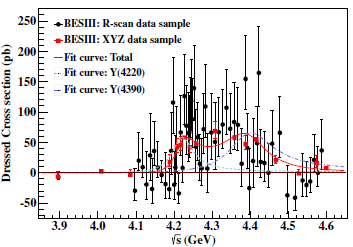 250
200
150
100
50
0
-50
Dressed Cross section (pb)
BESIII: R-scan data sample
BESIII: XYZ data sample
Fit curve: Total
Fit curve: Y(4220)
Fit curve: Y(4390)
3.9 4.0 4.1 4.2 4.3 4.4 4.5 4.6
√s (GeV)